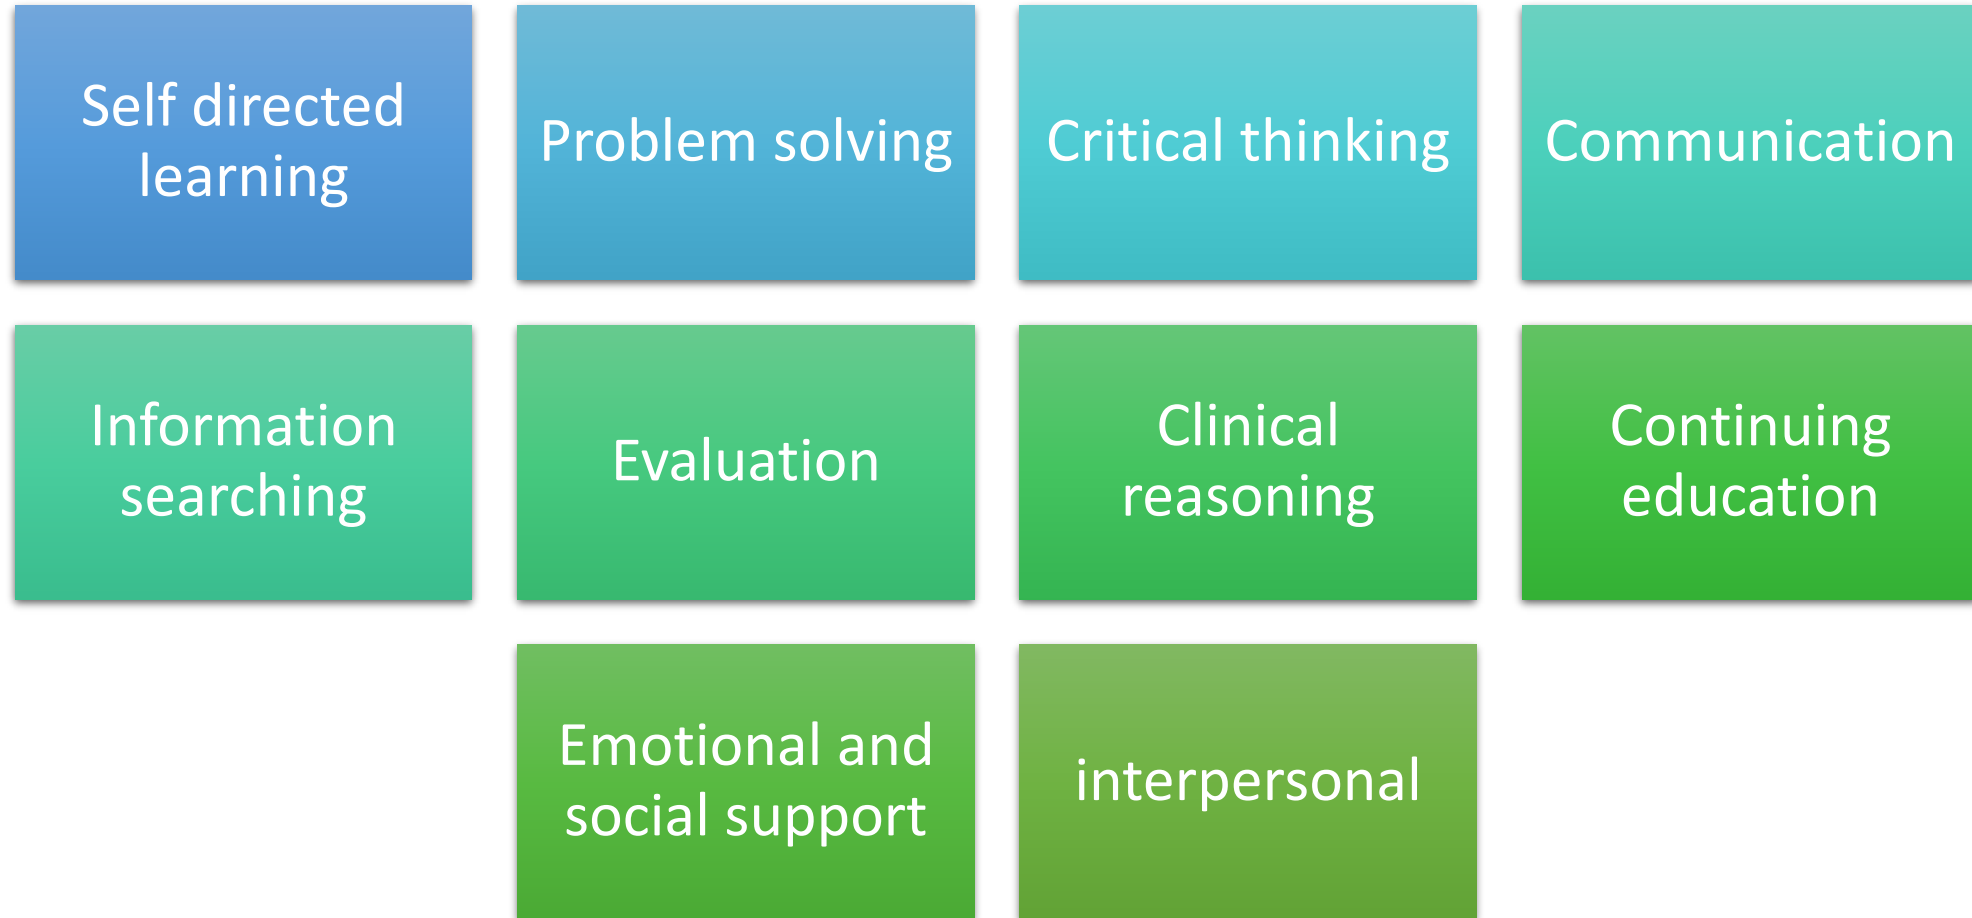 Self directed
learning
Problem solving
Critical thinking
Communication
Information
searching
Evaluation
Clinical
reasoning
Continuing
education
Emotional and
social support
interpersonal